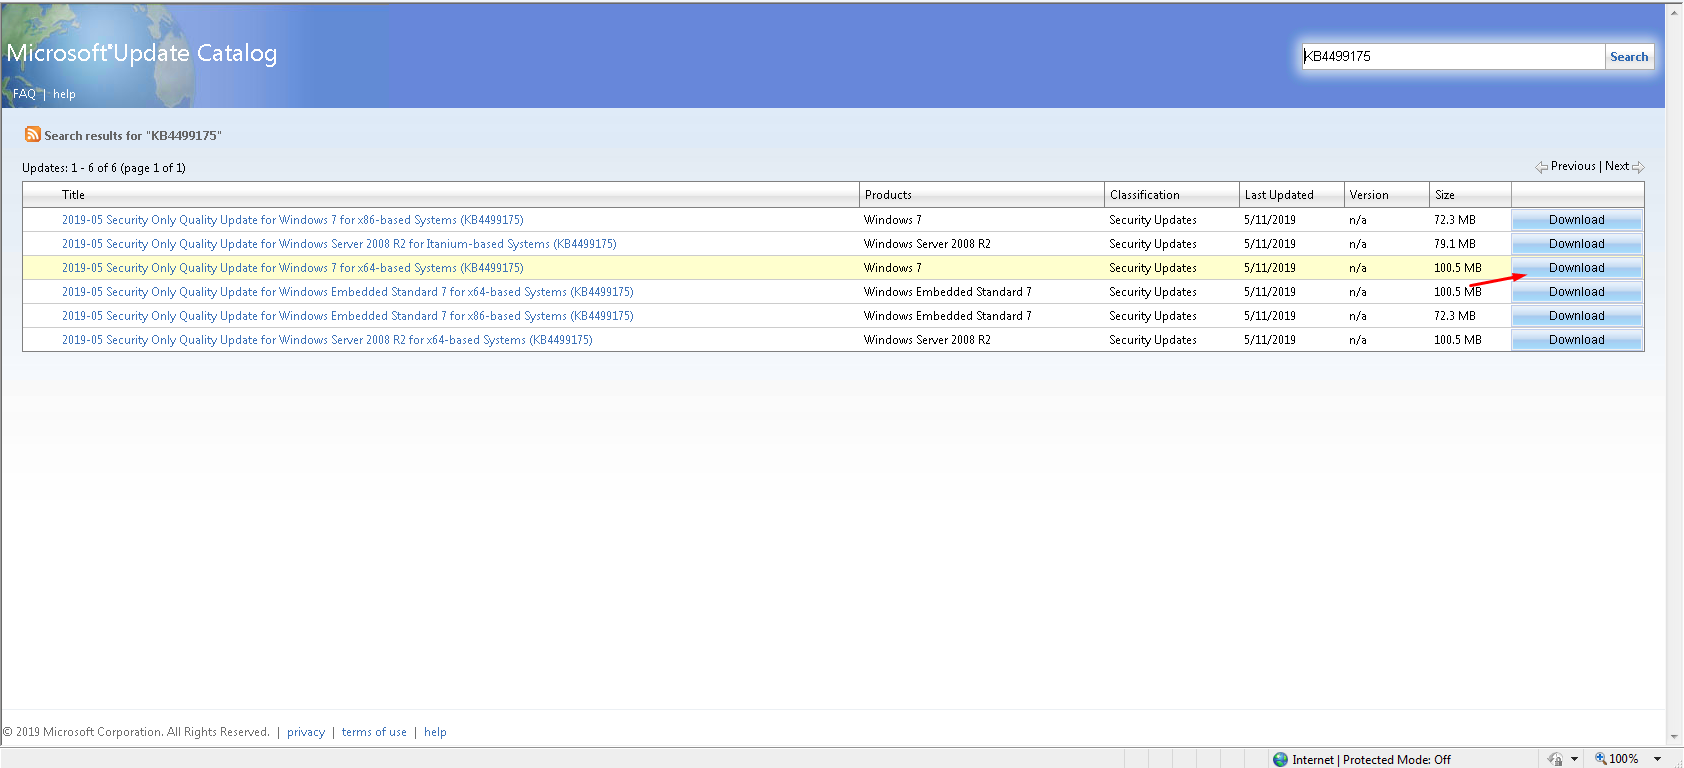 Microsoft® Update Catalog
KB4499175 Search
FAQ | help
Search results for "KB4499175"
Updates: 1 - 6 of 6 (page 1 of 1) Previous | Next
Title Products Classification Last Updated Version Size
2019-05 Security Only Quality Update for Windows 7 for x86-based Systems (KB4499175) Windows 7 Security Updates 5/11/2019 n/a 72.3 MB Download
2019-05 Security Only Quality Update for Windows Server 2008 R2 for Itanium-based Systems (KB4499175) Windows Server 2008 R2 Security Updates 5/11/2019 n/a 79.1 MB Download
2019-05 Security Only Quality Update for Windows 7 for x64-based Systems (KB4499175) Windows 7 Security Updates 5/11/2019 n/a 100.5 MB Download
2019-05 Security Only Quality Update for Windows Embedded Standard 7 for x64-based Systems (KB4499175) Windows Embedded Standard 7 Security Updates 5/11/2019 n/a 100.5 MB Download
2019-05 Security Only Quality Update for Windows Embedded Standard 7 for x86-based Systems (KB4499175) Windows Embedded Standard 7 Security Updates 5/11/2019 n/a 72.3 MB Download
2019-05 Security Only Quality Update for Windows Server 2008 R2 for x64-based Systems (KB4499175) Windows Server 2008 R2 Security Updates 5/11/2019 n/a 100.5 MB Download
© 2019 Microsoft Corporation. All Rights Reserved. | privacy | terms of use | help
Internet | Protected Mode: Off 100%